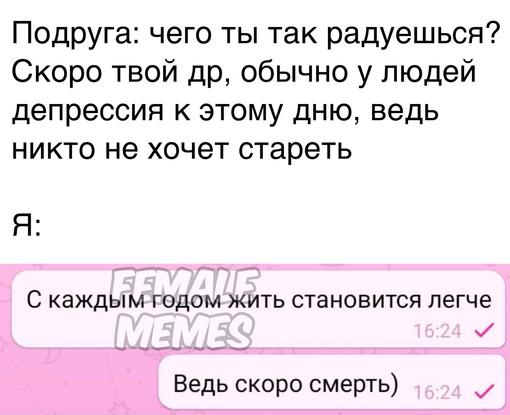 Подруга: чего ты так радуешься?
Скоро твой др, обычно у людей
депрессия к этому дню, ведь
никто не хочет стареть
Я:
FEMALE
MEMES
С каждым годом жить становится легче
16:24
Ведь скоро смерть)
16:24